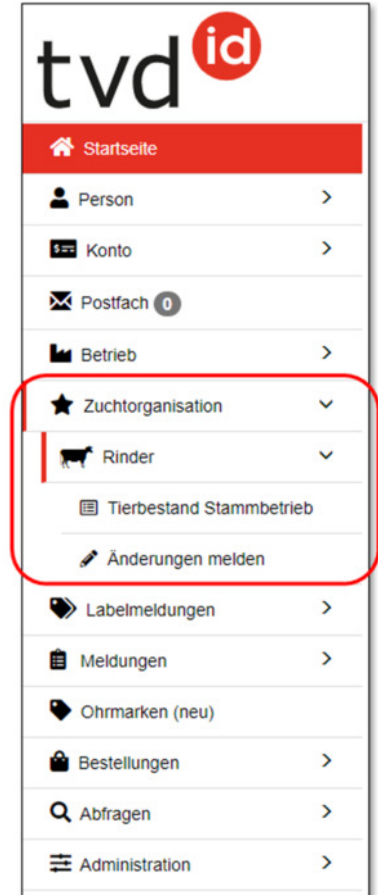 tvd id
Startseite
Person
Konto
Postfach 0
Betrieb
Zuchtorganisation
Rinder
Tierbestand Stammbetrieb
Änderungen melden
Labelmeldungen
Meldungen
Ohrmarken (neu)
Bestellungen
Abfragen
Administration